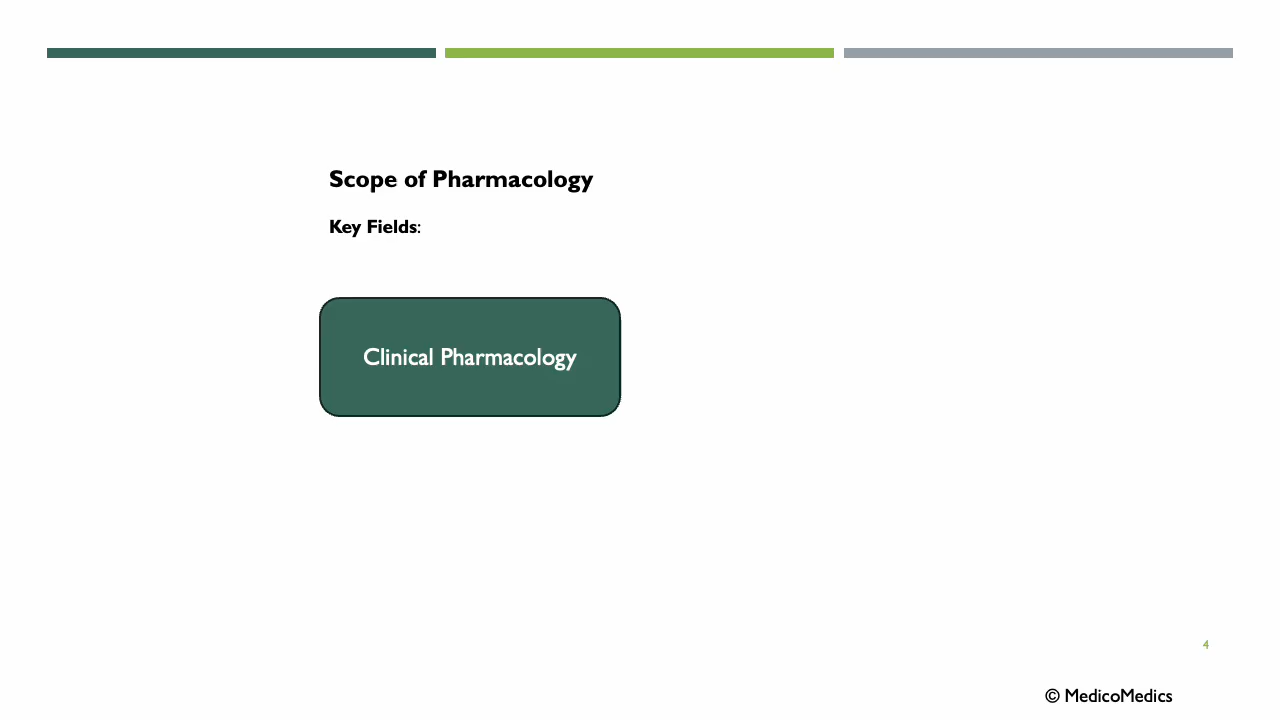 Scope of Pharmacology
Key Fields:
Clinical Pharmacology
4
© MedicoMedics